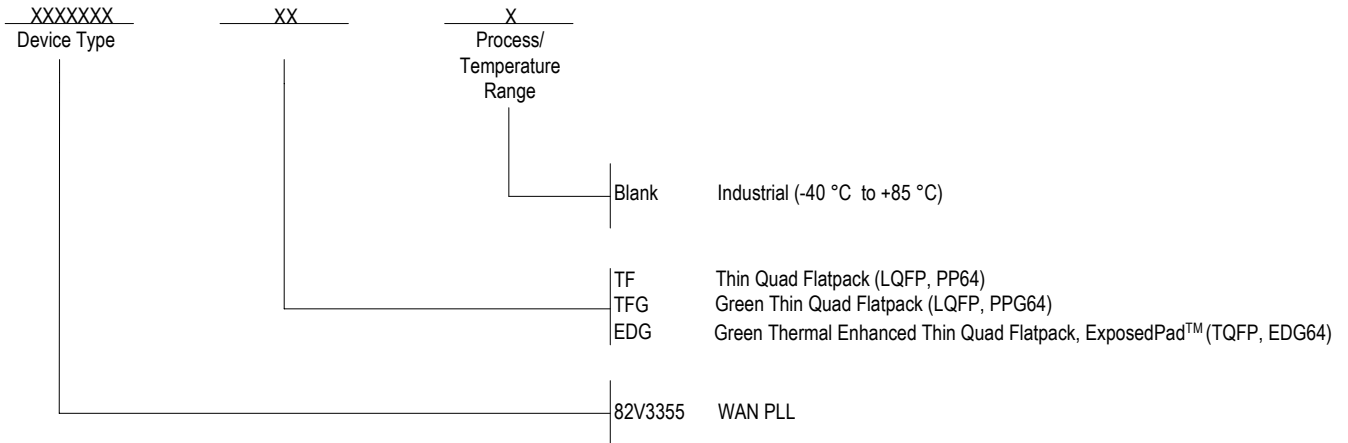 XXXXXXX XX X
Device Type
Process/
Temperature
Range
Blank Industrial (-40 °C to +85 °C)
TF Thin Quad Flatpack (LQFP, PP64)
TFG Green Thin Quad Flatpack (LQFP, PPG64)
EDG Green Thermal Enhanced Thin Quad Flatpack, ExposedPad™ (TQFP, EDG64)
82V3355 WAN PLL